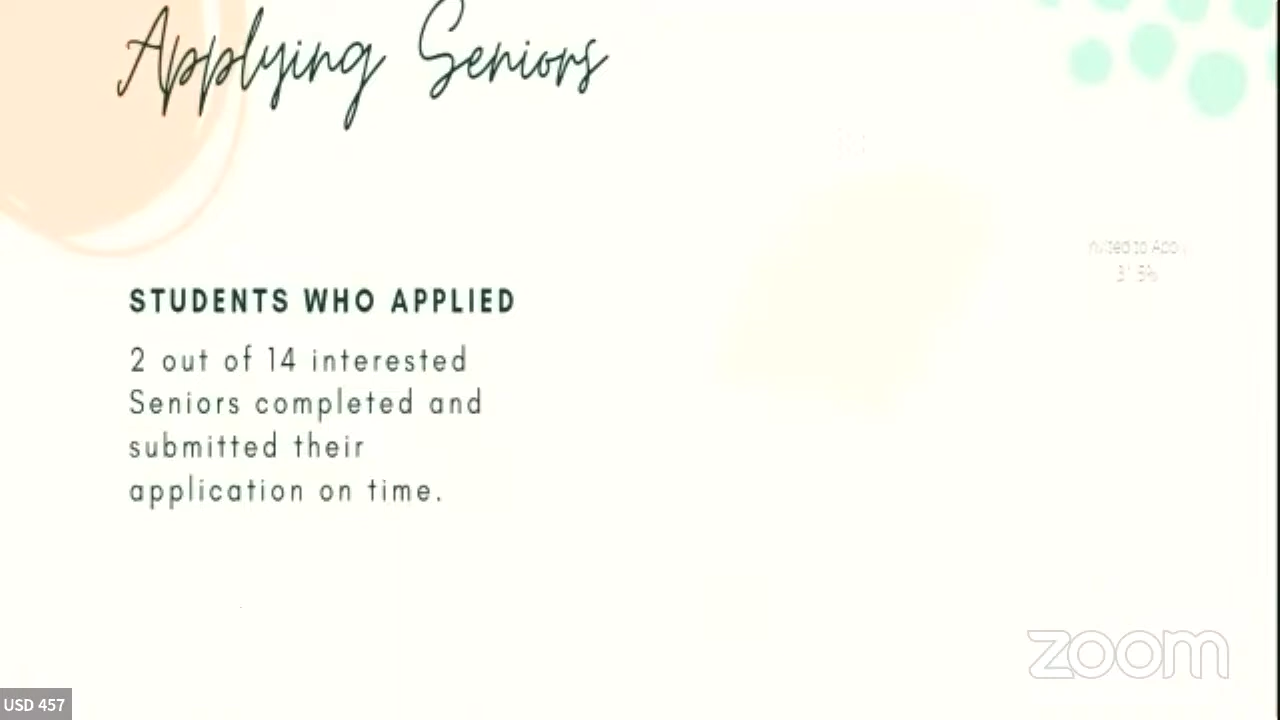 Applying Seniors
STUDENTS WHO APPLIED
2 out of 14 interested
Seniors completed and
submitted their
application on time.
zoom
USD 457